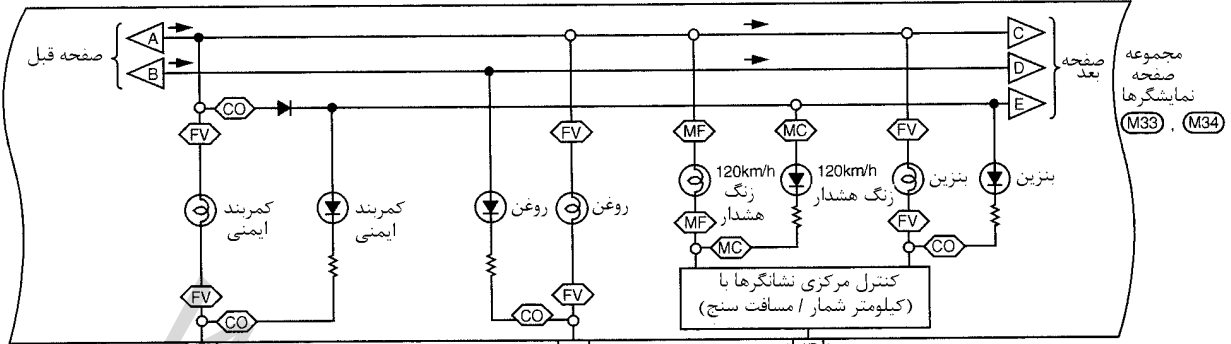 صفحه قبل
A
B
C
D
E
صفحه
بعد
مجموعه
صفحه
نمایشگرها
M33 , M34
CO
FV
FV
MF
MC
FV
کمربند
ایمنی
کمربند
ایمنی
روغن
روغن
120km/h
زنگ
هشدار
120km/h
زنگ هشدار
بنزین
بنزین
MF
FV
MC
CO
کنترل مرکزی نشانگرها با
(کیلومتر شمار / مسافت سنج)
FV
CO
FV
CO